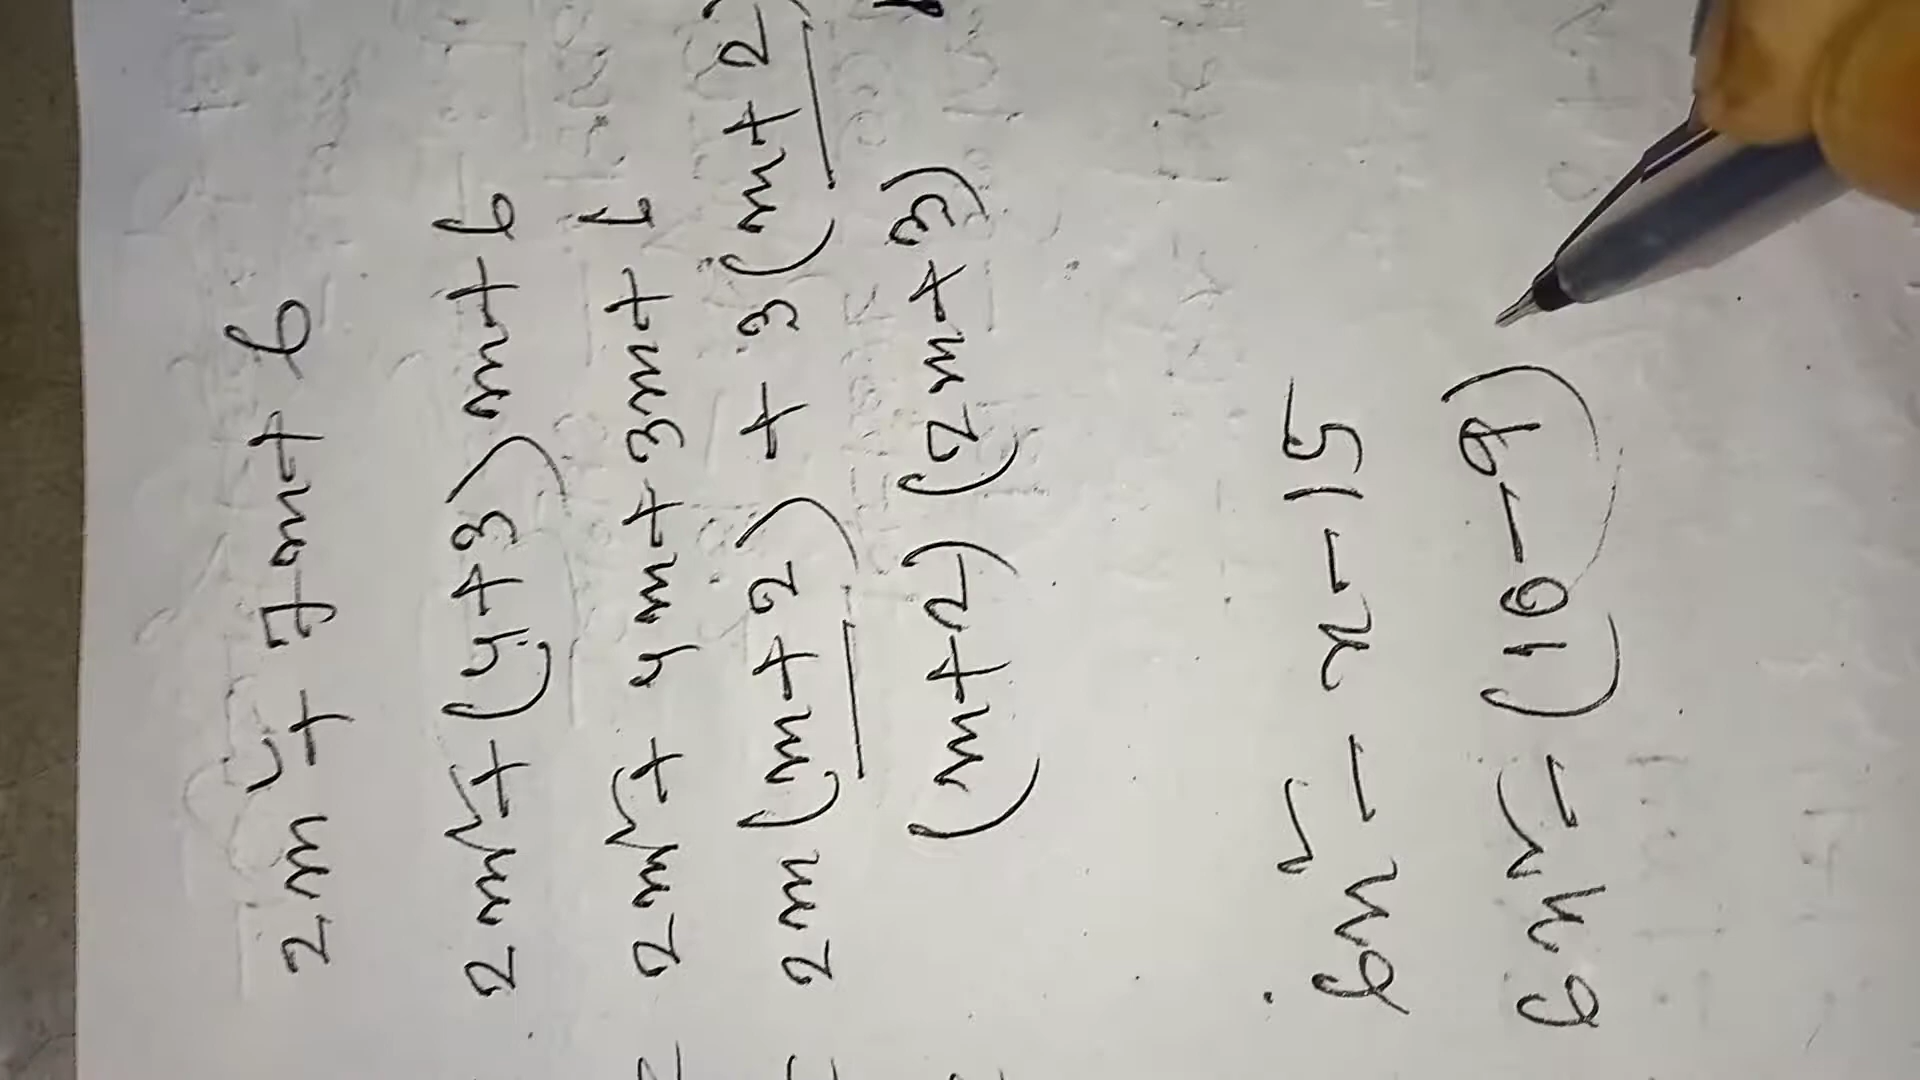 2m² + 7m + 6
2m² + (4+3)m + 6
= 2m² + 4m + 3m + 6
= 2m(m+2) + 3(m+2)
(m+2)(2m+3)
6x² - x - 15
6x² - (10-9)